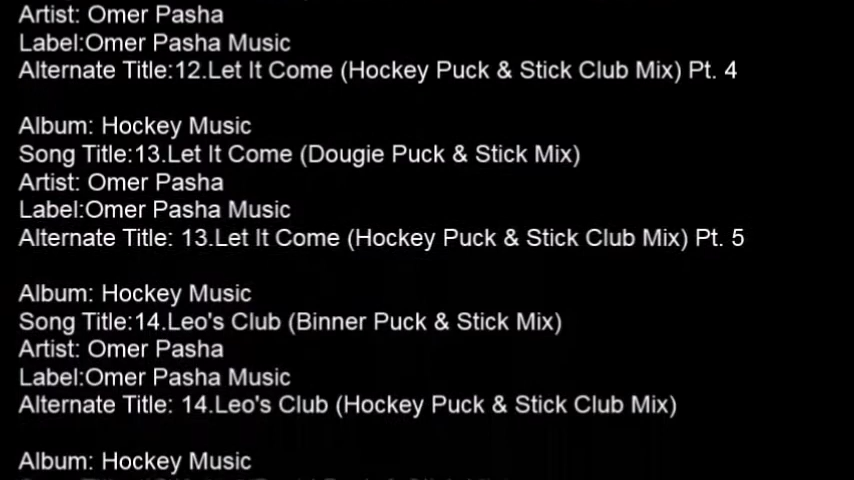 Artist: Omer Pasha
Label:Omer Pasha Music
Alternate Title:12.Let It Come (Hockey Puck & Stick Club Mix) Pt. 4
Album: Hockey Music
Song Title:13.Let It Come (Dougie Puck & Stick Mix)
Artist: Omer Pasha
Label:Omer Pasha Music
Alternate Title: 13.Let It Come (Hockey Puck & Stick Club Mix) Pt. 5
Album: Hockey Music
Song Title:14.Leo's Club (Binner Puck & Stick Mix)
Artist: Omer Pasha
Label:Omer Pasha Music
Alternate Title: 14.Leo's Club (Hockey Puck & Stick Club Mix)
Album: Hockey Music